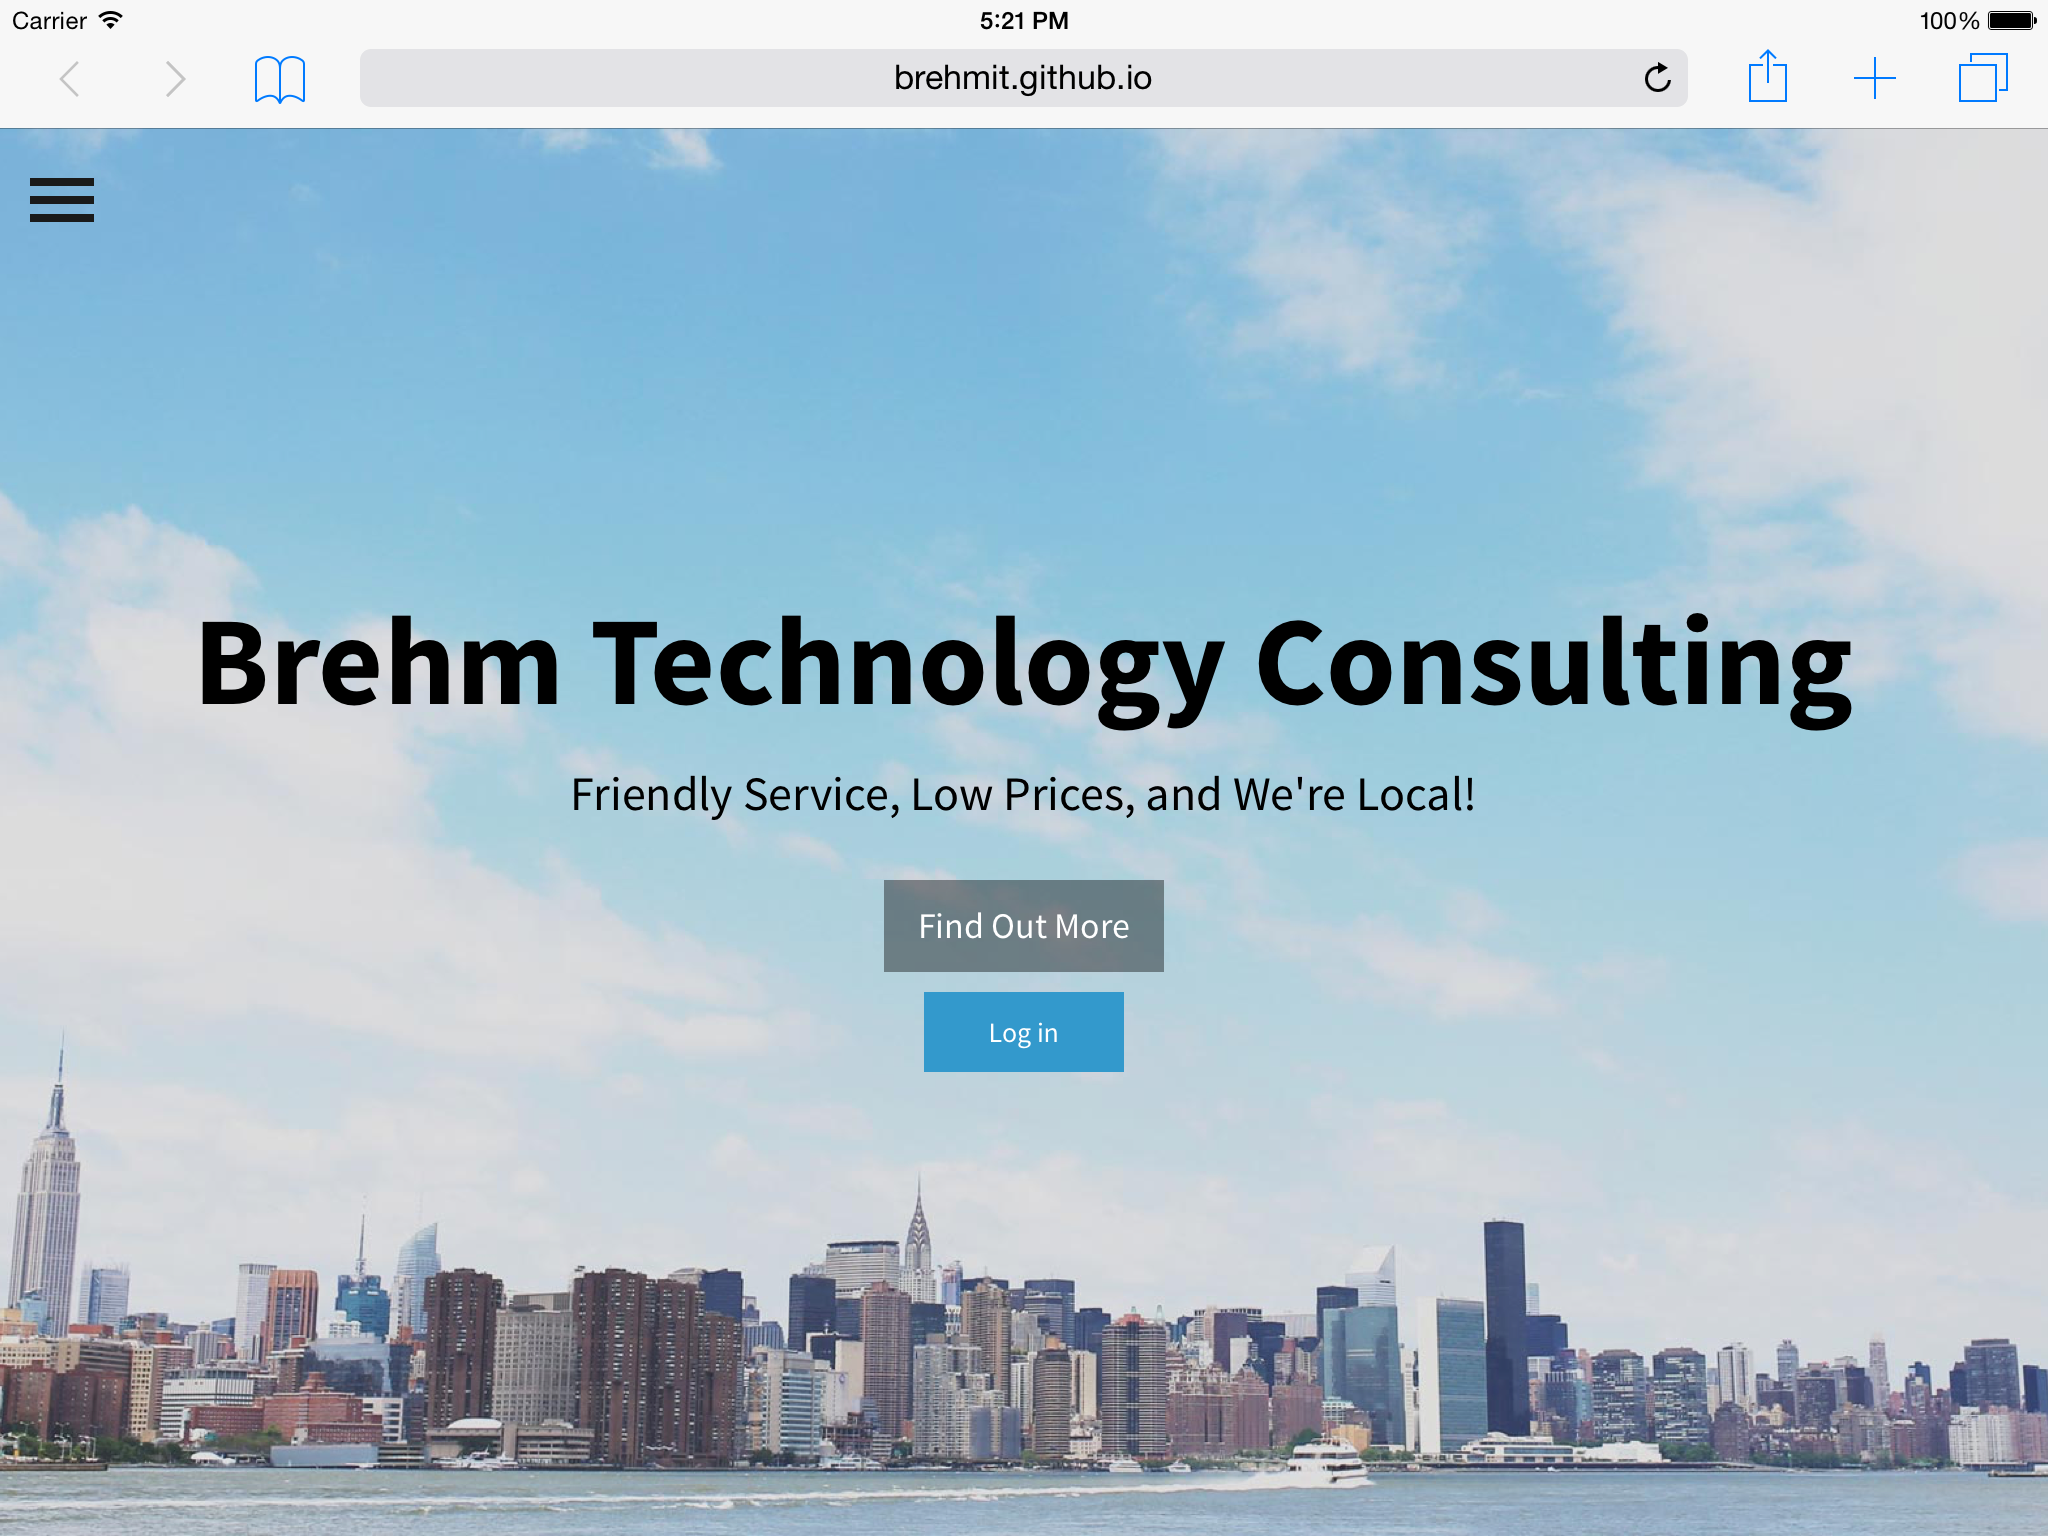 Carrier
5:21 PM
100%
brehmit.github.io
Brehm Technology Consulting
Friendly Service, Low Prices, and We're Local!
Find Out More
Log in